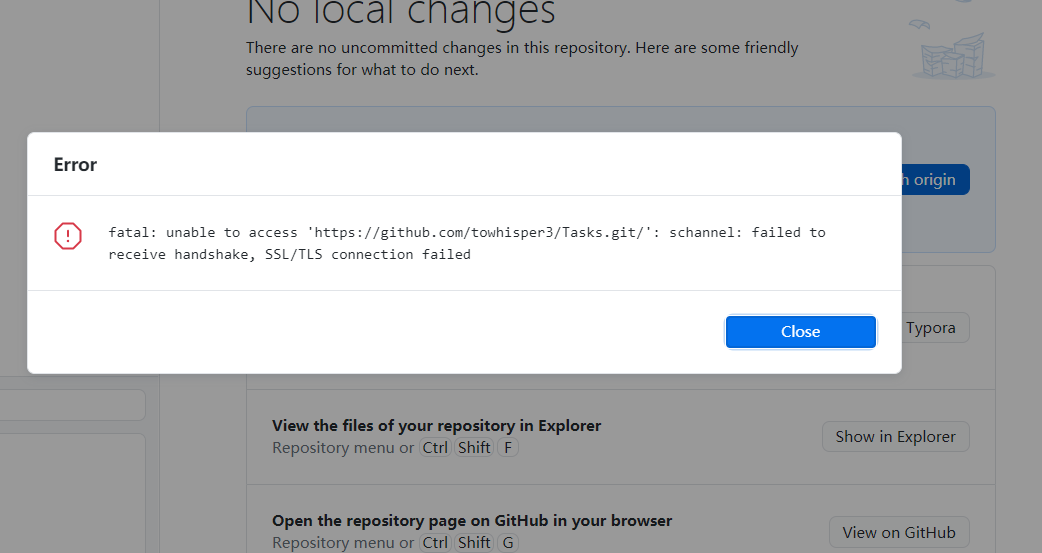 No local changes
There are no uncommitted changes in this repository. Here are some friendly
suggestions for what to do next.
Error
origin
fatal: unable to access 'https://github.com/towhisper3/Tasks.git/': schannel: failed to
receive handshake, SSL/TLS connection failed
Close
Typora
View the files of your repository in Explorer
Repository menu or Ctrl Shift F
Show in Explorer
Open the repository page on GitHub in your browser
Repository menu or Ctrl Shift G
View on GitHub